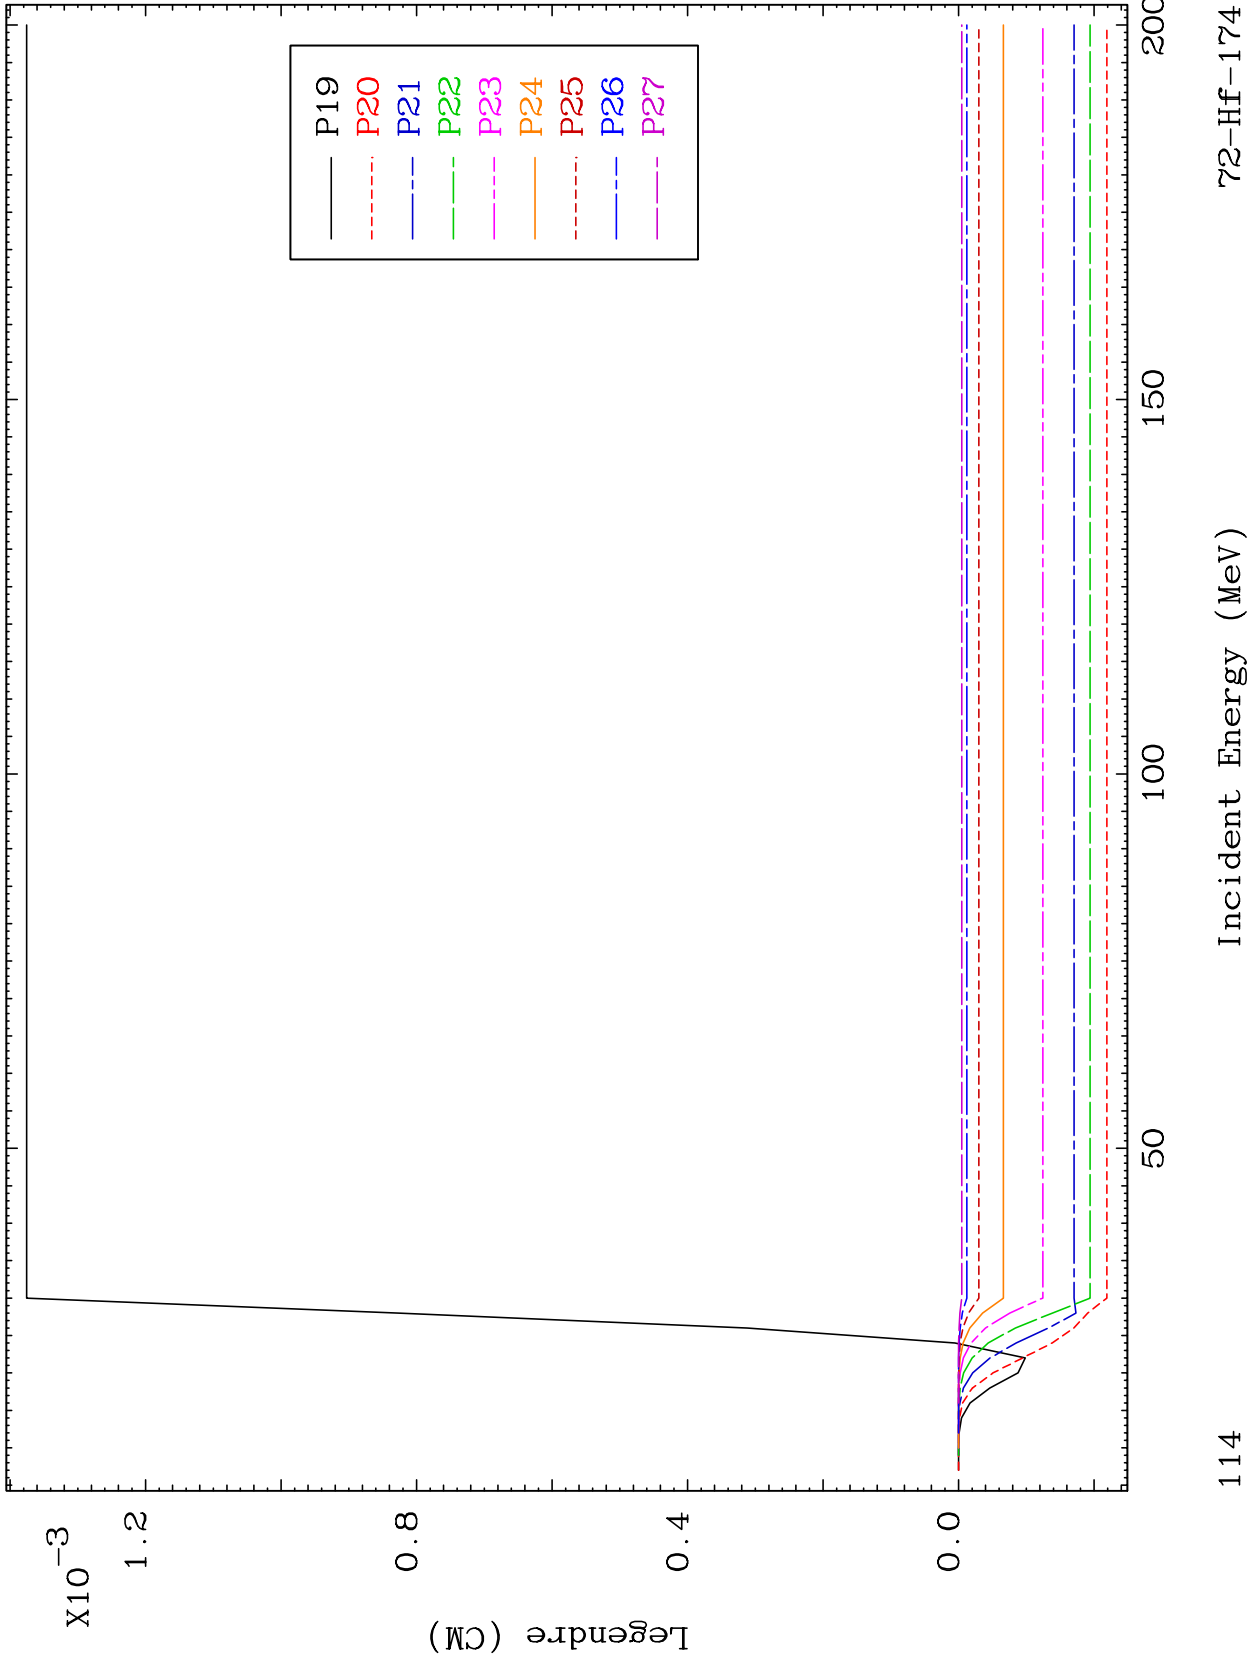 X10-3
1.2
0.8
0.4
0.0
Legendre (CM)
P19
P20
P21
P22
P23
P24
P25
P26
P27
50
100
150
200
Incident Energy (MeV)
114
72-Hf-174